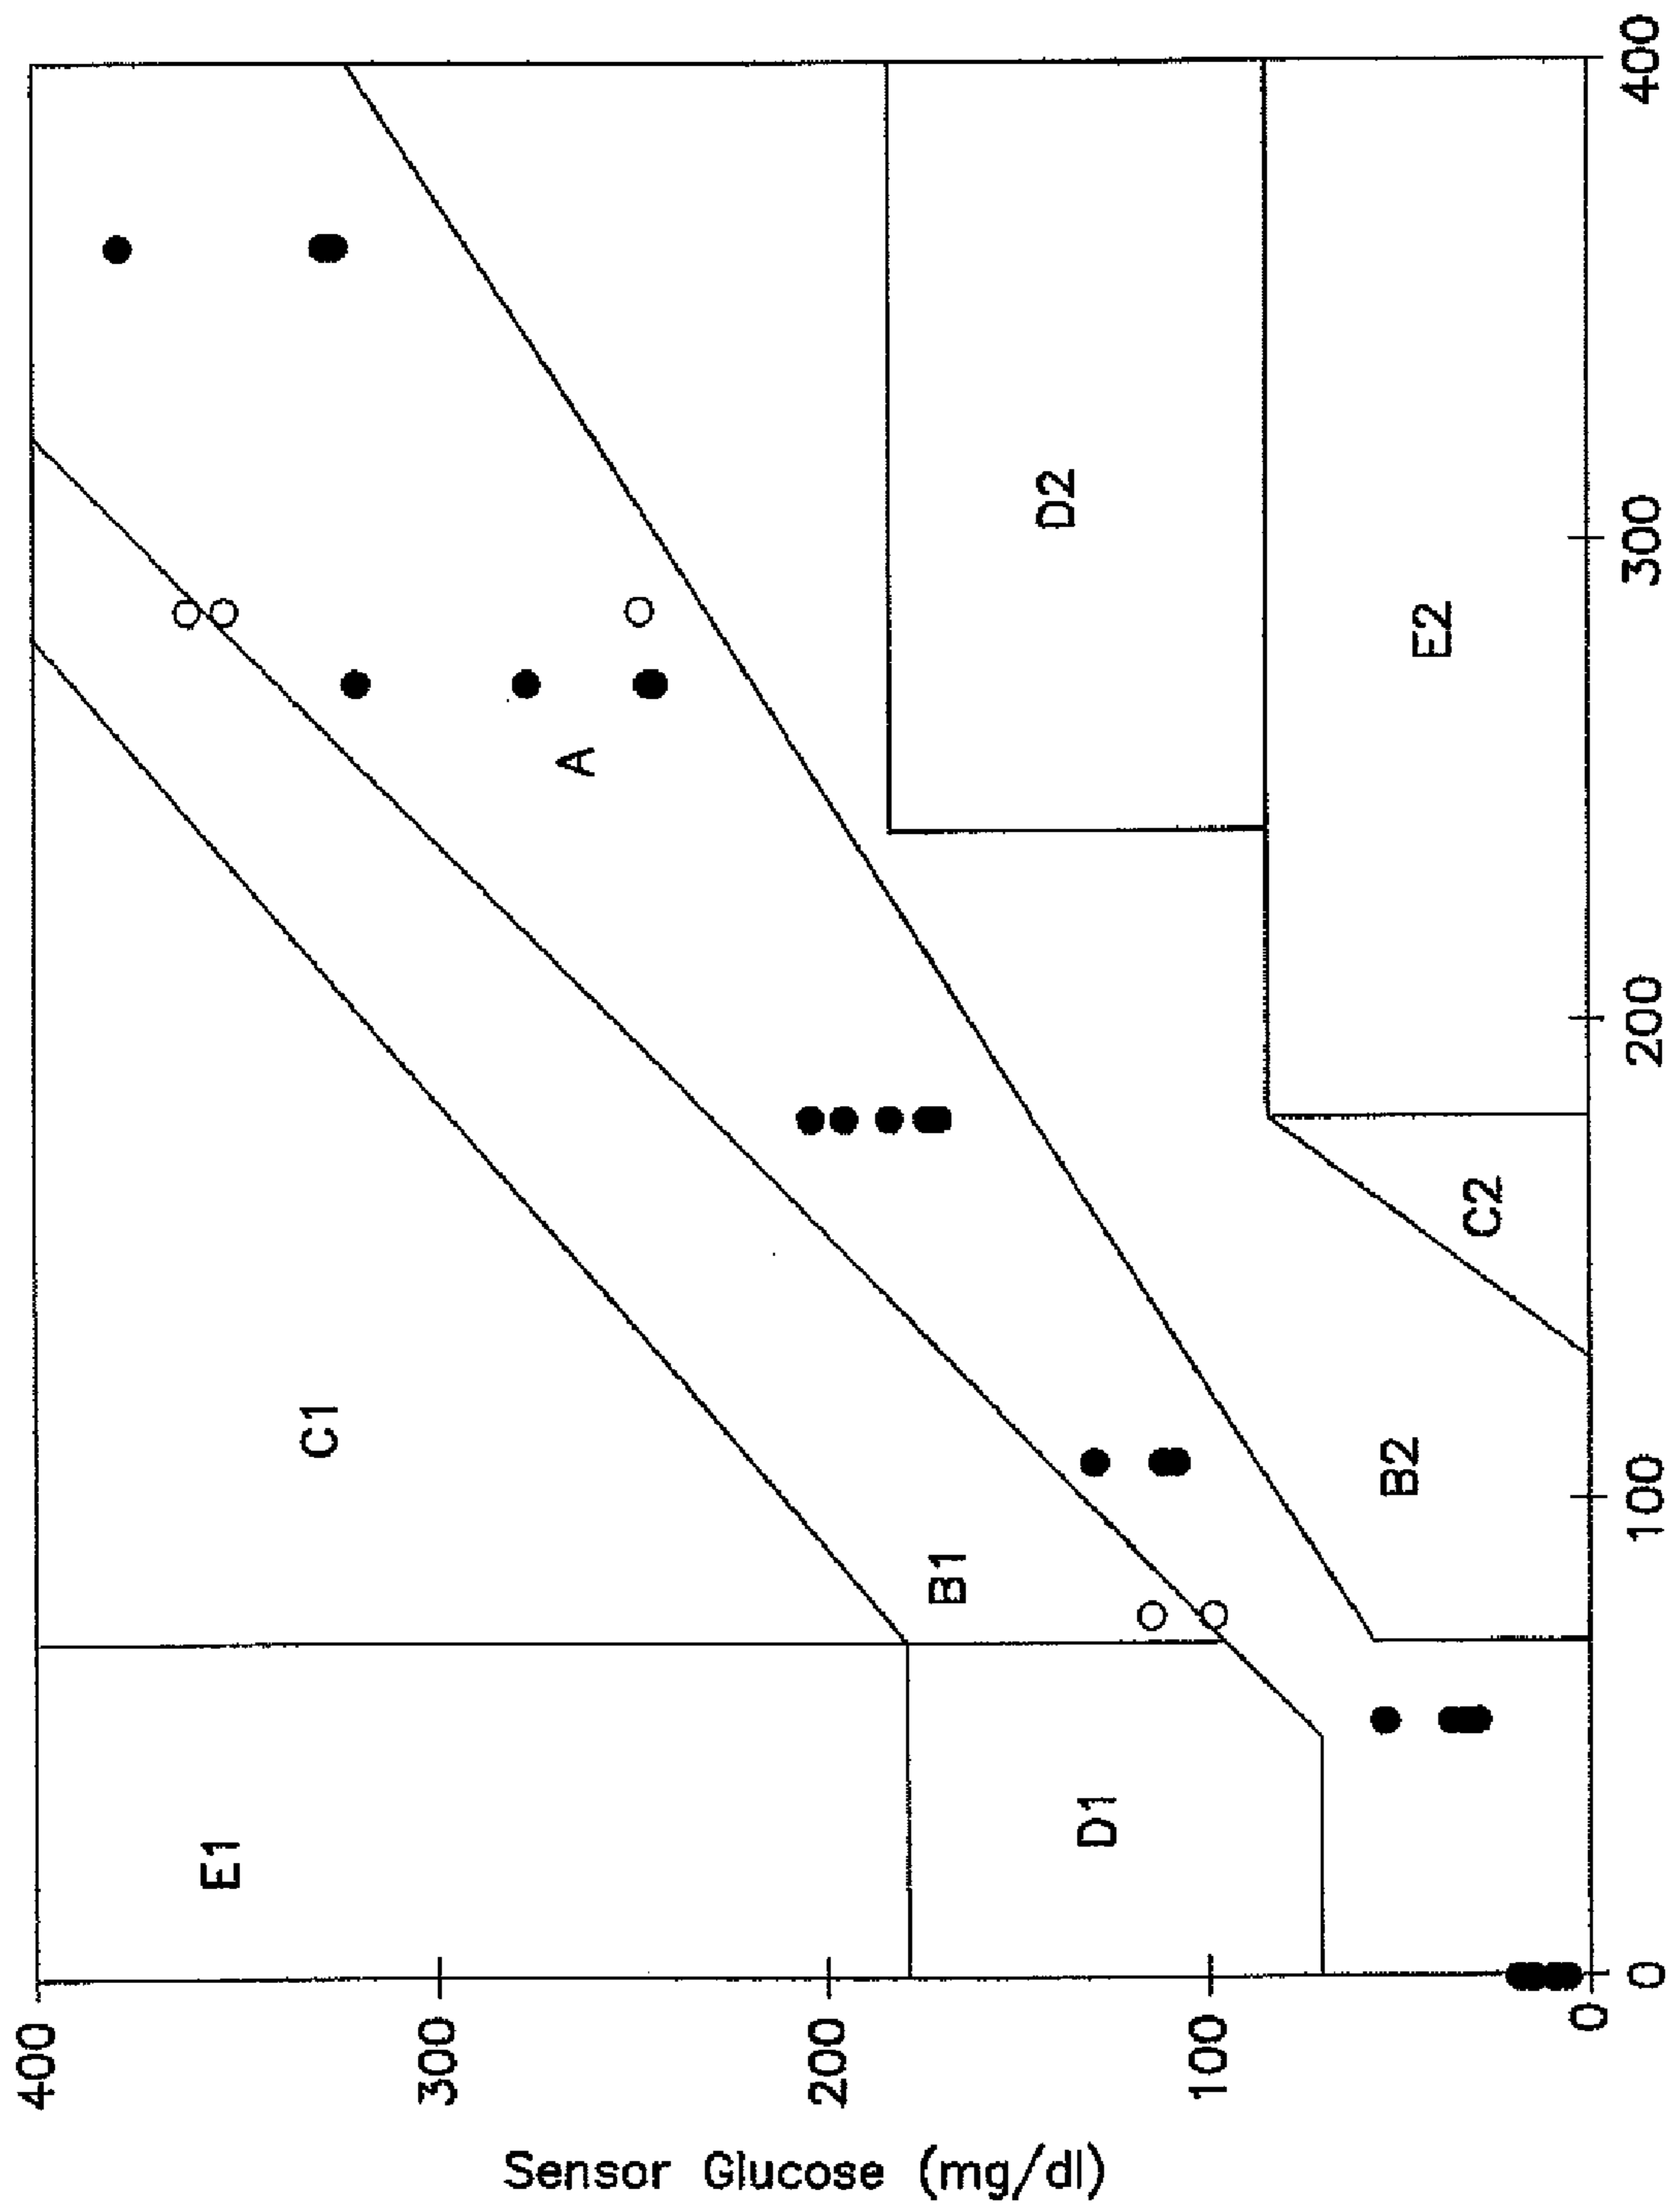 Sensor Glucose (mg/dl)
400
300
200
100
0
0
100
200
300
400
E1
C1
D1
B1
A
B2
C2
D2
E2